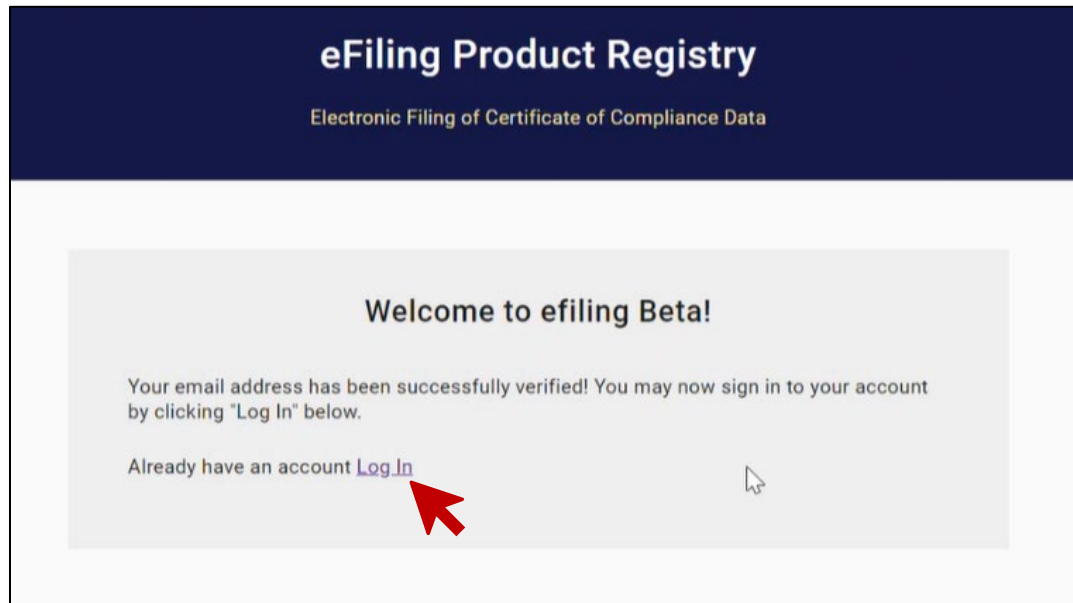 eFiling Product Registry
Electronic Filing of Certificate of Compliance Data
Welcome to efiling Beta!
Your email address has been successfully verified! You may now sign in to your account
by clicking "Log In" below.
Already have an account Log In